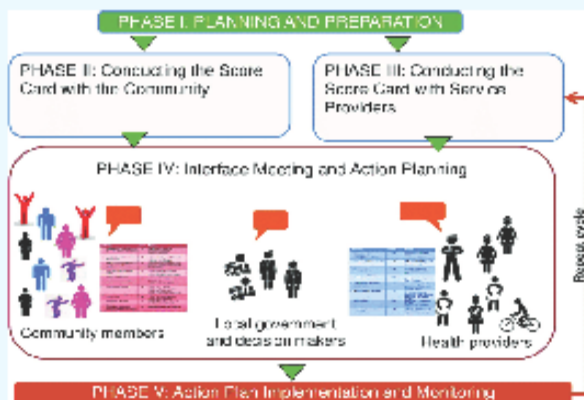 PHASE I: PLANNING AND PREPARATION
PHASE II: Conducting the Score
Card with the Community
PHASE III: Conducting the
Score Card with Service
Providers
PHASE IV: Interface Meeting and Action Planning
Community members
Local government
and decision makers
Health providers
Repeat cycle
PHASE V: Action Plan Implementation and Monitoring